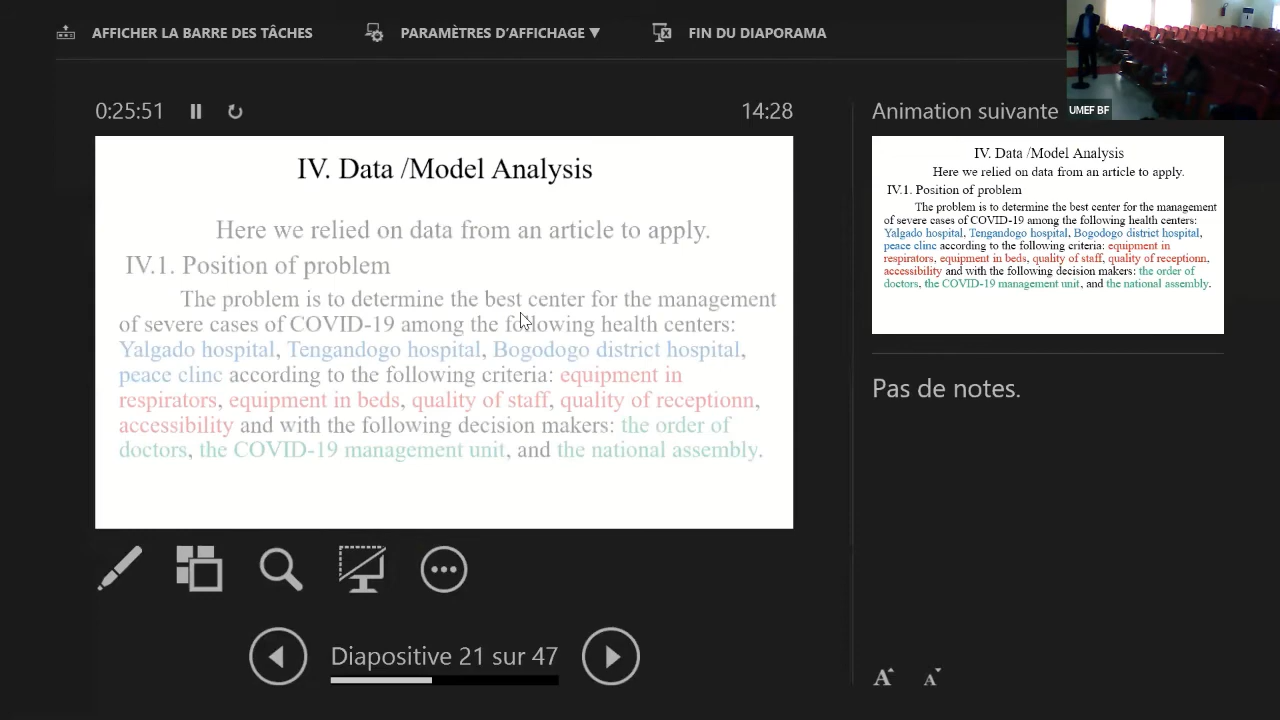 AFFICHER LA BARRE DES TÂCHES
PARAMÈTRES D'AFFICHAGE ▼
FIN DU DIAPORAMA
UMEF BF
0:25:51
14:28
Animation suivante
IV. Data /Model Analysis
Here we relied on data from an article to apply.
IV.1. Position of problem
The problem is to determine the best center for the management
of severe cases of COVID-19 among the following health centers:
Yalgado hospital, Tengandogo hospital, Bogodogo district hospital,
peace clinc according to the following criteria: equipment in
respirators, equipment in beds, quality of staff, quality of receptionn,
accessibility and with the following decision makers: the order of
doctors, the COVID-19 management unit, and the national assembly.
IV. Data /Model Analysis
Here we relied on data from an article to apply.
IV.1. Position of problem
The problem is to determine the best center for the management
of severe cases of COVID-19 among the following health centers:
Yalgado hospital, Tengandogo hospital, Bogodogo district hospital,
peace clinc according to the following criteria: equipment in
respirators, equipment in beds, quality of staff, quality of receptionn,
accessibility and with the following decision makers: the order of
doctors, the COVID-19 management unit, and the national assembly.
Pas de notes.
Diapositive 21 sur 47
A A